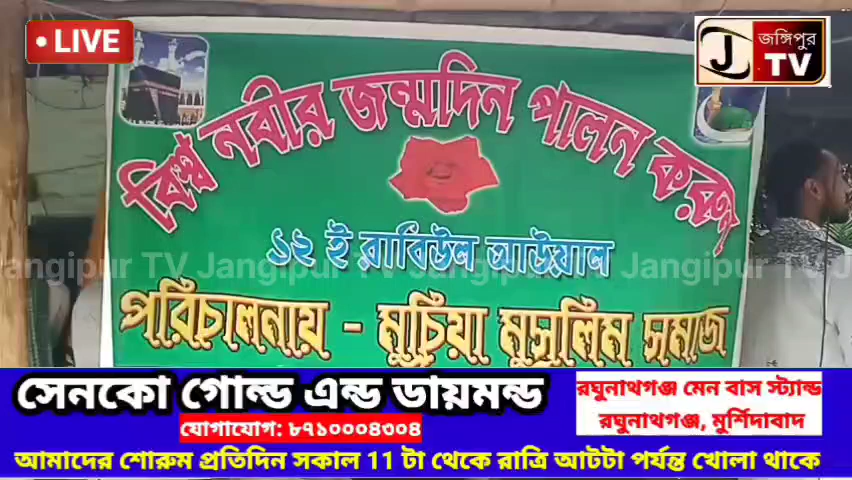 LIVE
J জঙ্গিপুর
TV
বিশ্ব নবীর জন্মদিন পালন করুণ
১২ ই রাবিউল আউয়াল
Jangipur TV Jangipur TV Jangipur TV Jangipur TV
পরিচালনায় - মুচিয়া মুসলিম সমাজ
সেনকো গোল্ড এন্ড ডায়মন্ড
যোগাযোগ: ৮৭১০০০৪৩০৪
রঘুনাথগঞ্জ মেন বাস স্ট্যান্ড
রঘুনাথগঞ্জ, মুর্শিদাবাদ
আমাদের শোরুম প্রতিদিন সকাল 11 টা থেকে রাত্রি আটটা পর্যন্ত খোলা থাকে